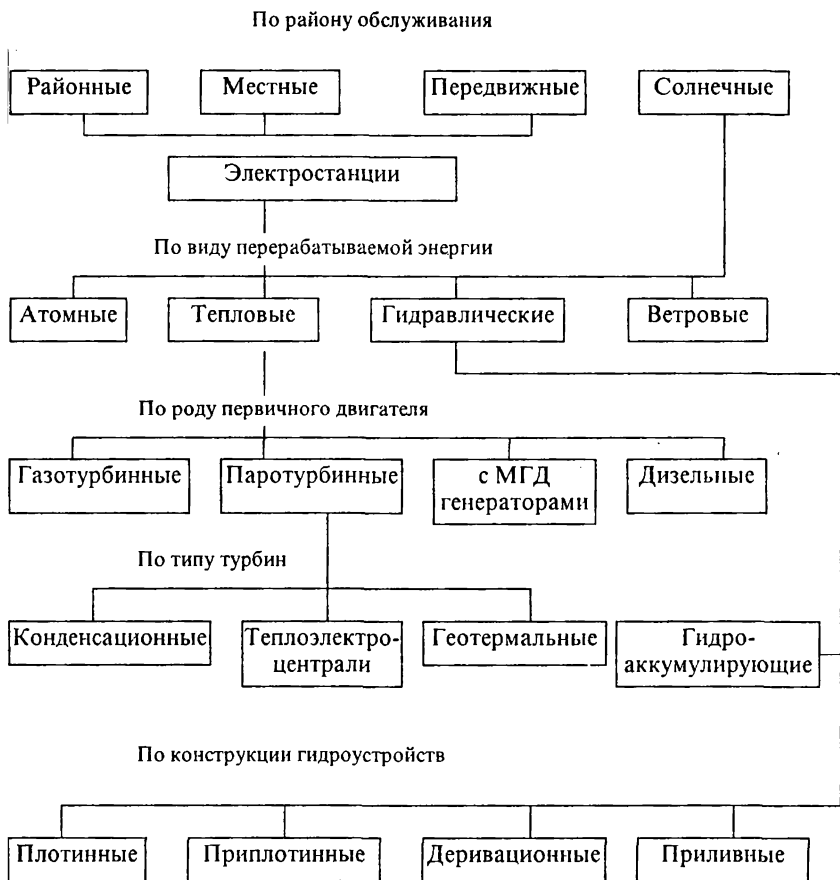 По району обслуживания
Районные
Местные
Передвижные
Солнечные
Электростанции
По виду перерабатываемой энергии
Атомные
Тепловые
Гидравлические
Ветровые
По роду первичного двигателя
Газотурбинные
Паротурбинные
с МГД
генераторами
Дизельные
По типу турбин
Конденсационные
Теплоэлектро-
централи
Геотермальные
Гидро-
аккумулирующие
По конструкции гидроустройств
Плотинные
Приплотинные
Деривационные
Приливные